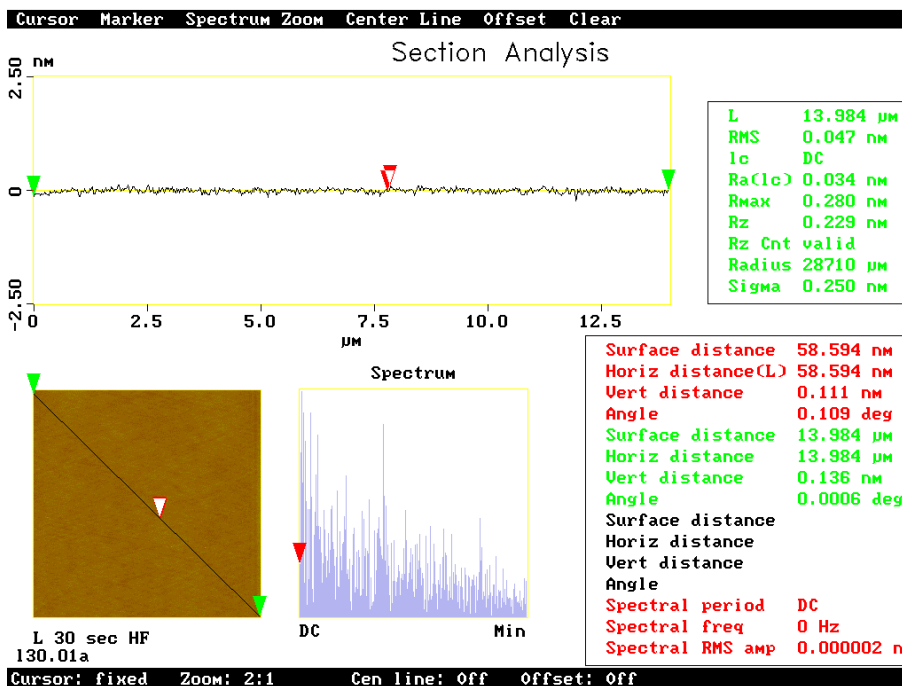 Cursor Marker Spectrum Zoom Center Line Offset Clear
Section Analysis
2.50
nM
0
-2.50
0 2.5 5.0 7.5 10.0 12.5
µM
L 13.984 µM
RMS 0.047 nM
lc DC
Ra(lc) 0.034 nM
RMax 0.280 nM
Rz 0.229 nM
Rz Cnt valid
Radius 28710 µM
SigMa 0.250 nM
Surface distance 58.594 nM
Horiz distance(L) 58.594 nM
Vert distance 0.111 nM
Angle 0.109 deg
Surface distance 13.984 µM
Horiz distance 13.984 µM
Vert distance 0.136 nM
Angle 0.0006 deg
Surface distance
Horiz distance
Vert distance
Angle
Spectral period DC
Spectral freq 0 Hz
Spectral RMS aMp 0.000002 n
SpectruM
DC Min
L 30 sec HF
130.01a
Cursor: fixed ZooM: 2:1 Cen line: Off Offset: Off